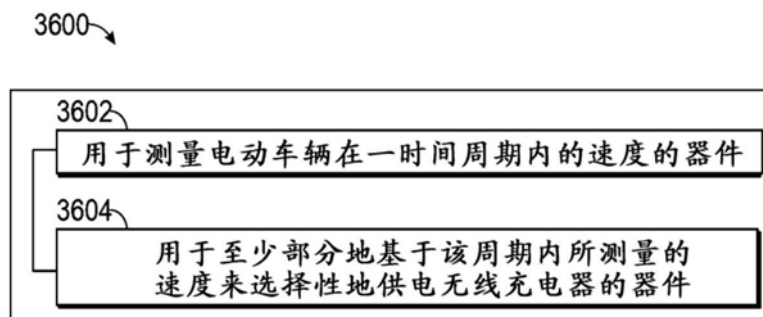 3600
3602
用于测量电动车辆在一时间周期内的速度的器件
3604
用于至少部分地基于该周期内所测量的
速度来选择性地供电无线充电器的器件